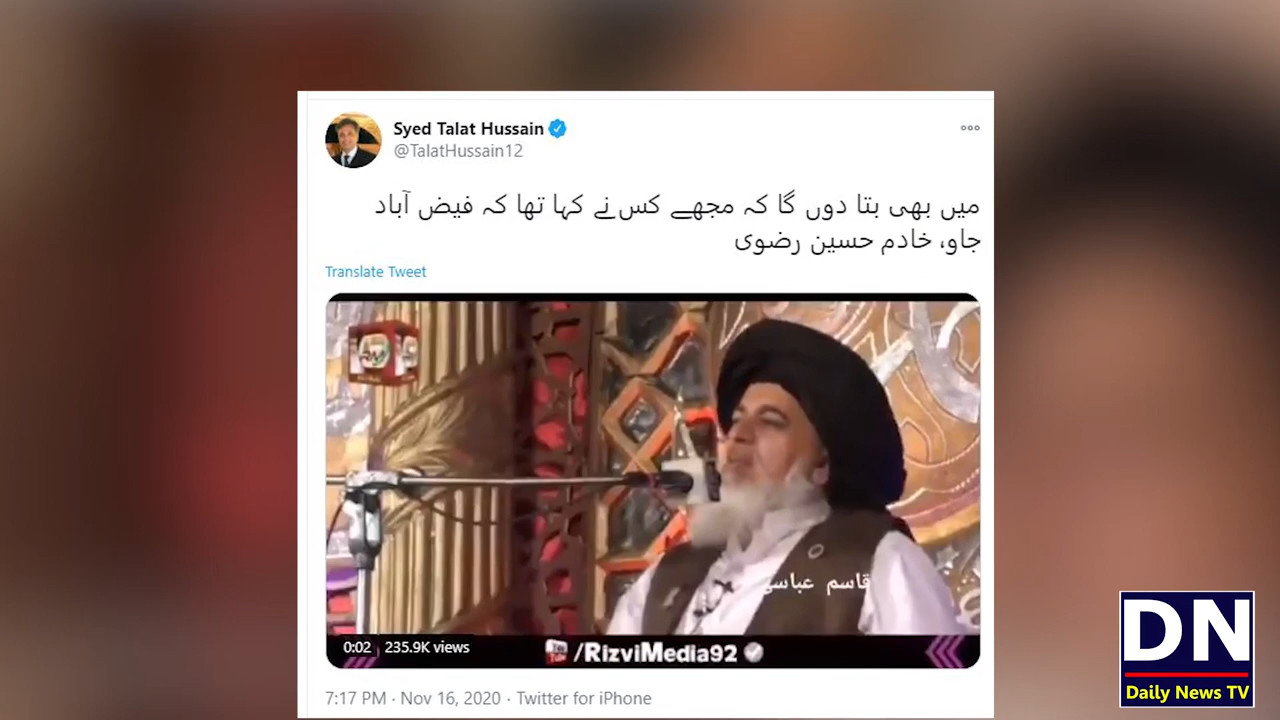 Syed Talat Hussain
@TalatHussain12
میں بھی بتا دوں گا کہ مجھے کس نے کہا تھا کہ فیض آباد
جاو، خادم حسین رضوی
Translate Tweet
قاسم عباسی
0:02 235.9K views
/RizviMedia92
7:17 PM · Nov 16, 2020 · Twitter for iPhone
DN
Daily News TV